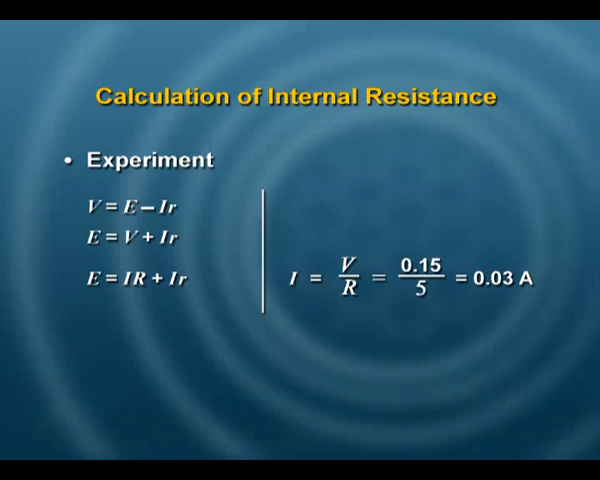 Calculation of Internal Resistance
• Experiment
V = E – Ir
E = V + Ir
E = IR + Ir
I = V/R = 0.15/5 = 0.03 A